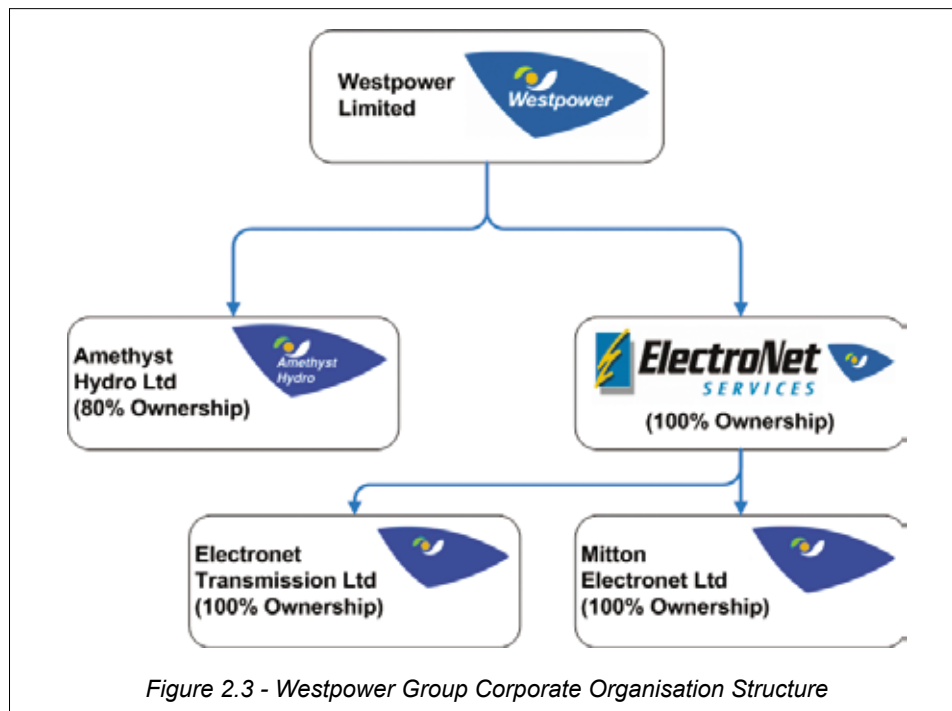 Westpower
Limited
Westpower
Amethyst
Hydro Ltd
(80% Ownership)
Amethyst
Hydro
ElectroNet
SERVICES
(100% Ownership)
Electronet
Transmission Ltd
(100% Ownership)
Mitton
Electronet Ltd
(100% Ownership)
Figure 2.3 - Westpower Group Corporate Organisation Structure